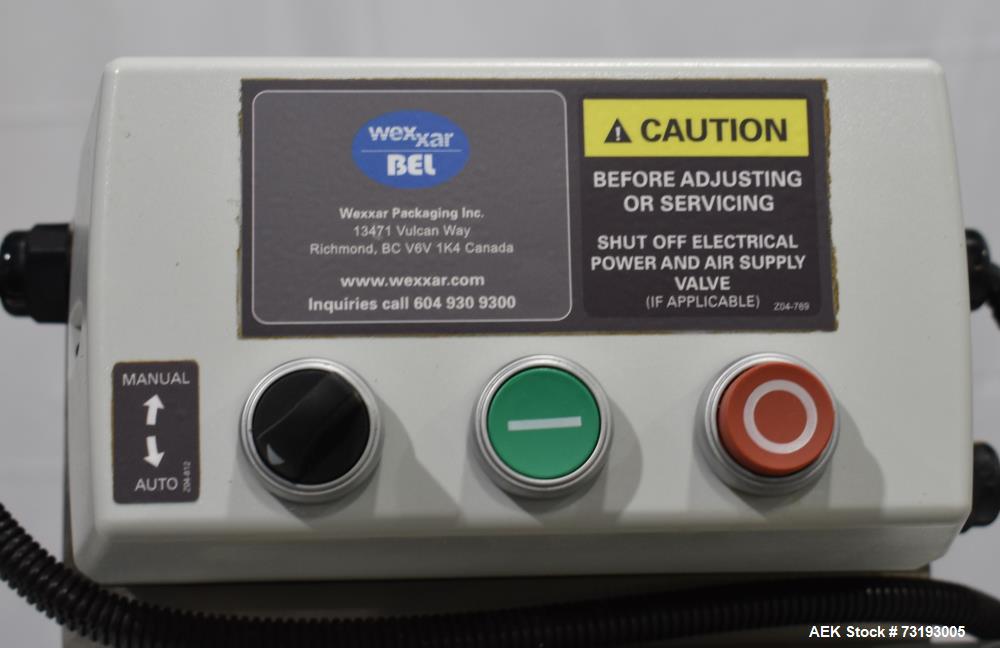 wexxar
BEL
Wexxar Packaging Inc.
13471 Vulcan Way
Richmond, BC V6V 1K4 Canada
www.wexxar.com
Inquiries call 604 930 9300
CAUTION
BEFORE ADJUSTING
OR SERVICING
SHUT OFF ELECTRICAL
POWER AND AIR SUPPLY
VALVE
(IF APPLICABLE)
Z04-769
MANUAL
AUTO
Z04-812
AEK Stock # 73193005